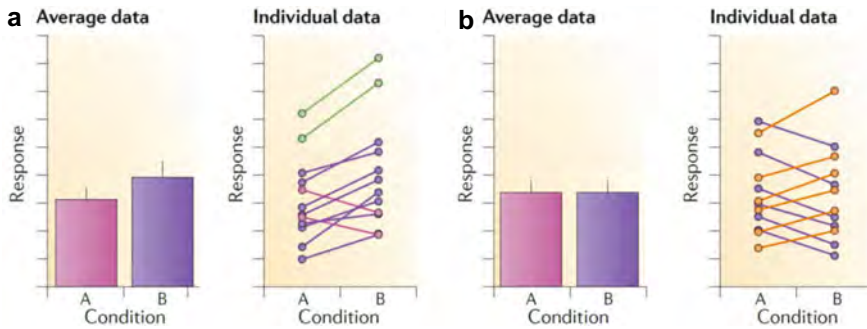 a
Average data
Response
A
B
Condition
Individual data
Response
A
B
Condition
b
Average data
Response
A
B
Condition
Individual data
Response
A
B
Condition